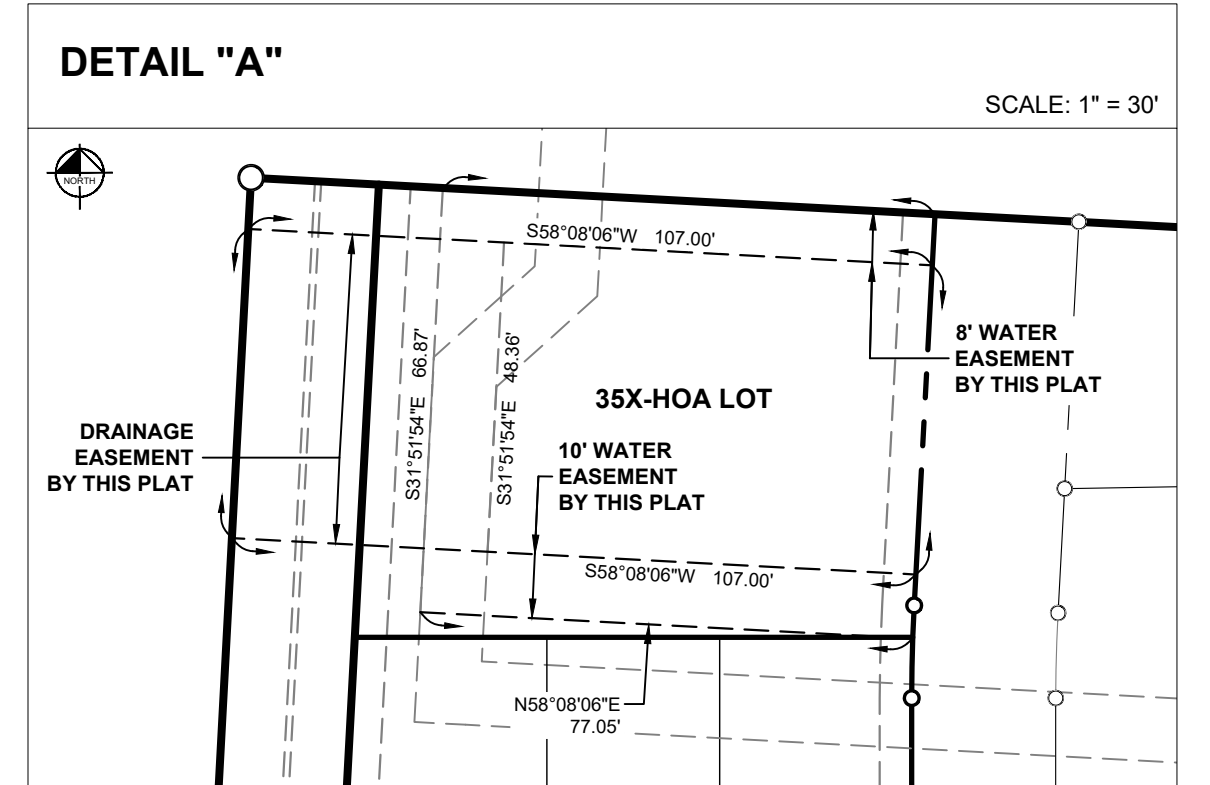 DETAIL "A"
SCALE: 1" = 30'
NORTH
S58°08'06"W 107.00'
S31°51'54"E 66.87'
S31°51'54"E 48.36'
8' WATER
EASEMENT
BY THIS PLAT
35X-HOA LOT
DRAINAGE
EASEMENT
BY THIS PLAT
10' WATER
EASEMENT
BY THIS PLAT
S58°08'06"W 107.00'
N58°08'06"E
77.05'